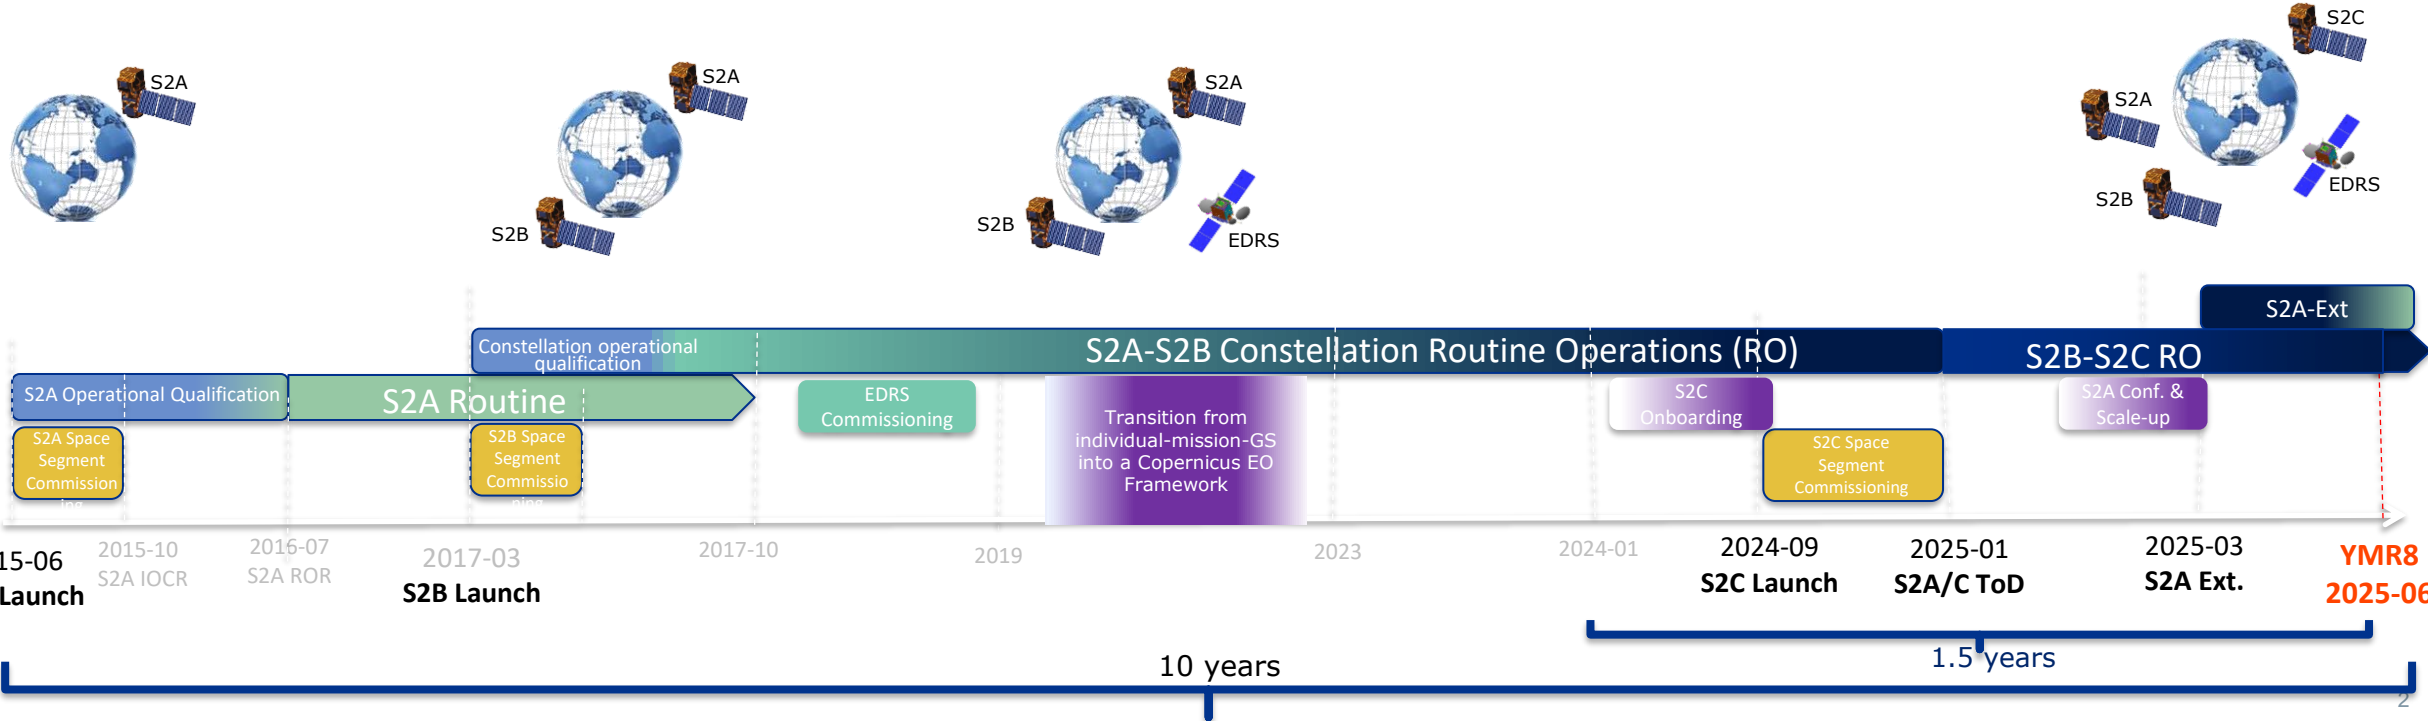 S2A
S2A
S2B
S2A
S2B
EDRS
S2C
S2A
S2B
EDRS
S2A-Ext
Constellation operational
qualification
S2A-S2B Constellation Routine Operations (RO)
S2B-S2C RO
S2A Operational Qualification
S2A Routine
EDRS
Commissioning
Transition from
individual-mission-GS
into a Copernicus EO
Framework
S2C
Onboarding
S2A Conf. &
Scale-up
S2A Space
Segment
Commission
ing
S2B Space
Segment
Commissio
ning
S2C Space
Segment
Commissioning
15-06
Launch
2015-10
S2A IOCR
2016-07
S2A ROR
2017-03
S2B Launch
2017-10
2019
2023
2024-01
2024-09
S2C Launch
2025-01
S2A/C ToD
2025-03
S2A Ext.
YMR8
2025-06
1.5 years
10 years
2